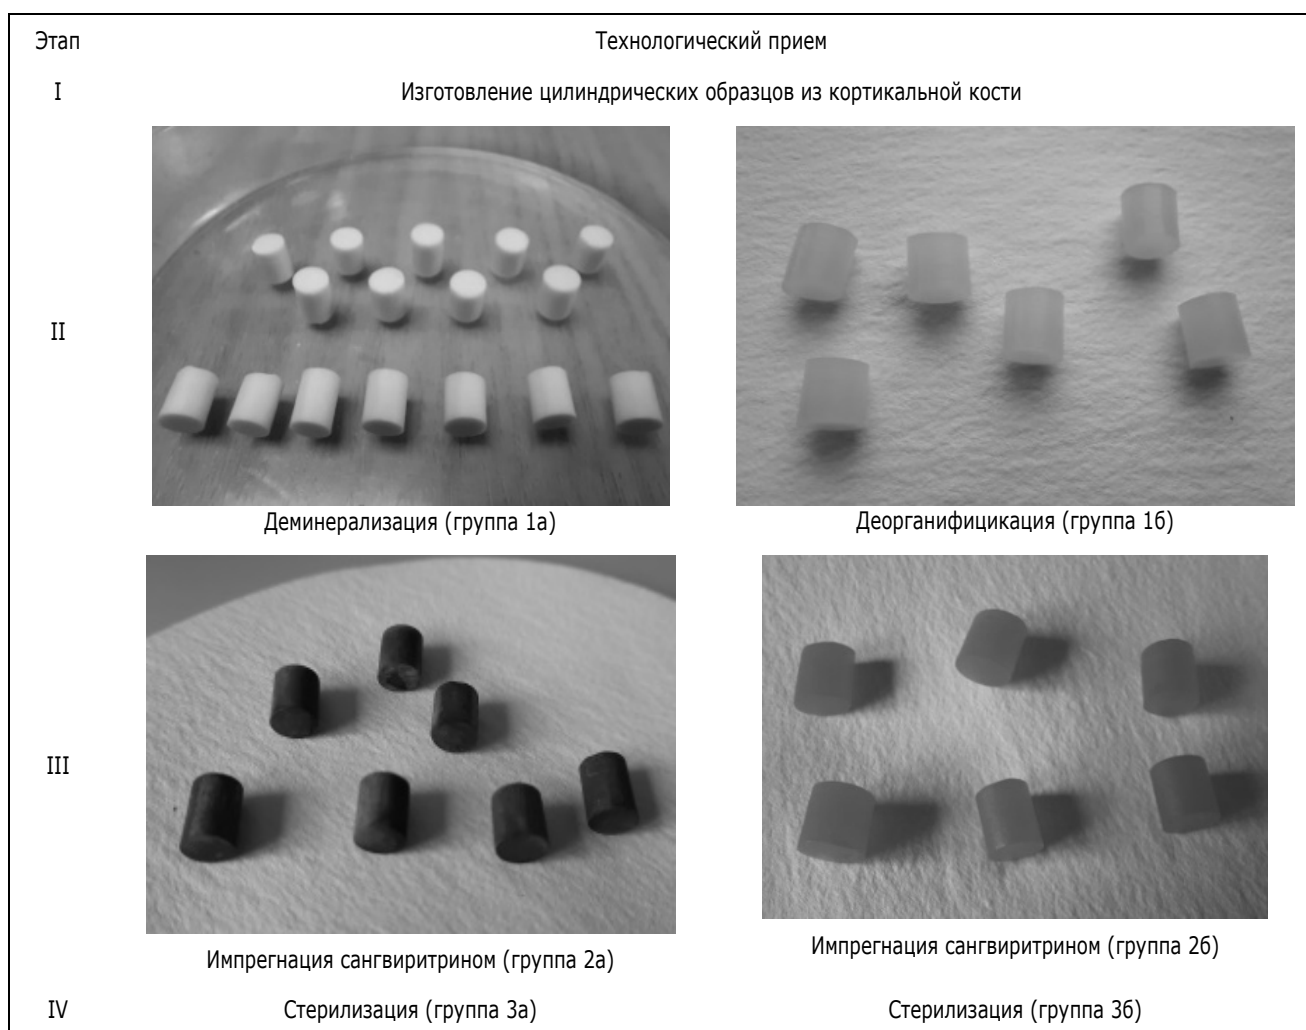 Этап Технологический прием
I Изготовление цилиндрических образцов из кортикальной кости
II
Деминерализация (группа 1а) Деорганифицикация (группа 1б)
III
Импрегнация сангвиритрином (группа 2а) Импрегнация сангвиритрином (группа 2б)
IV Стерилизация (группа 3а) Стерилизация (группа 3б)